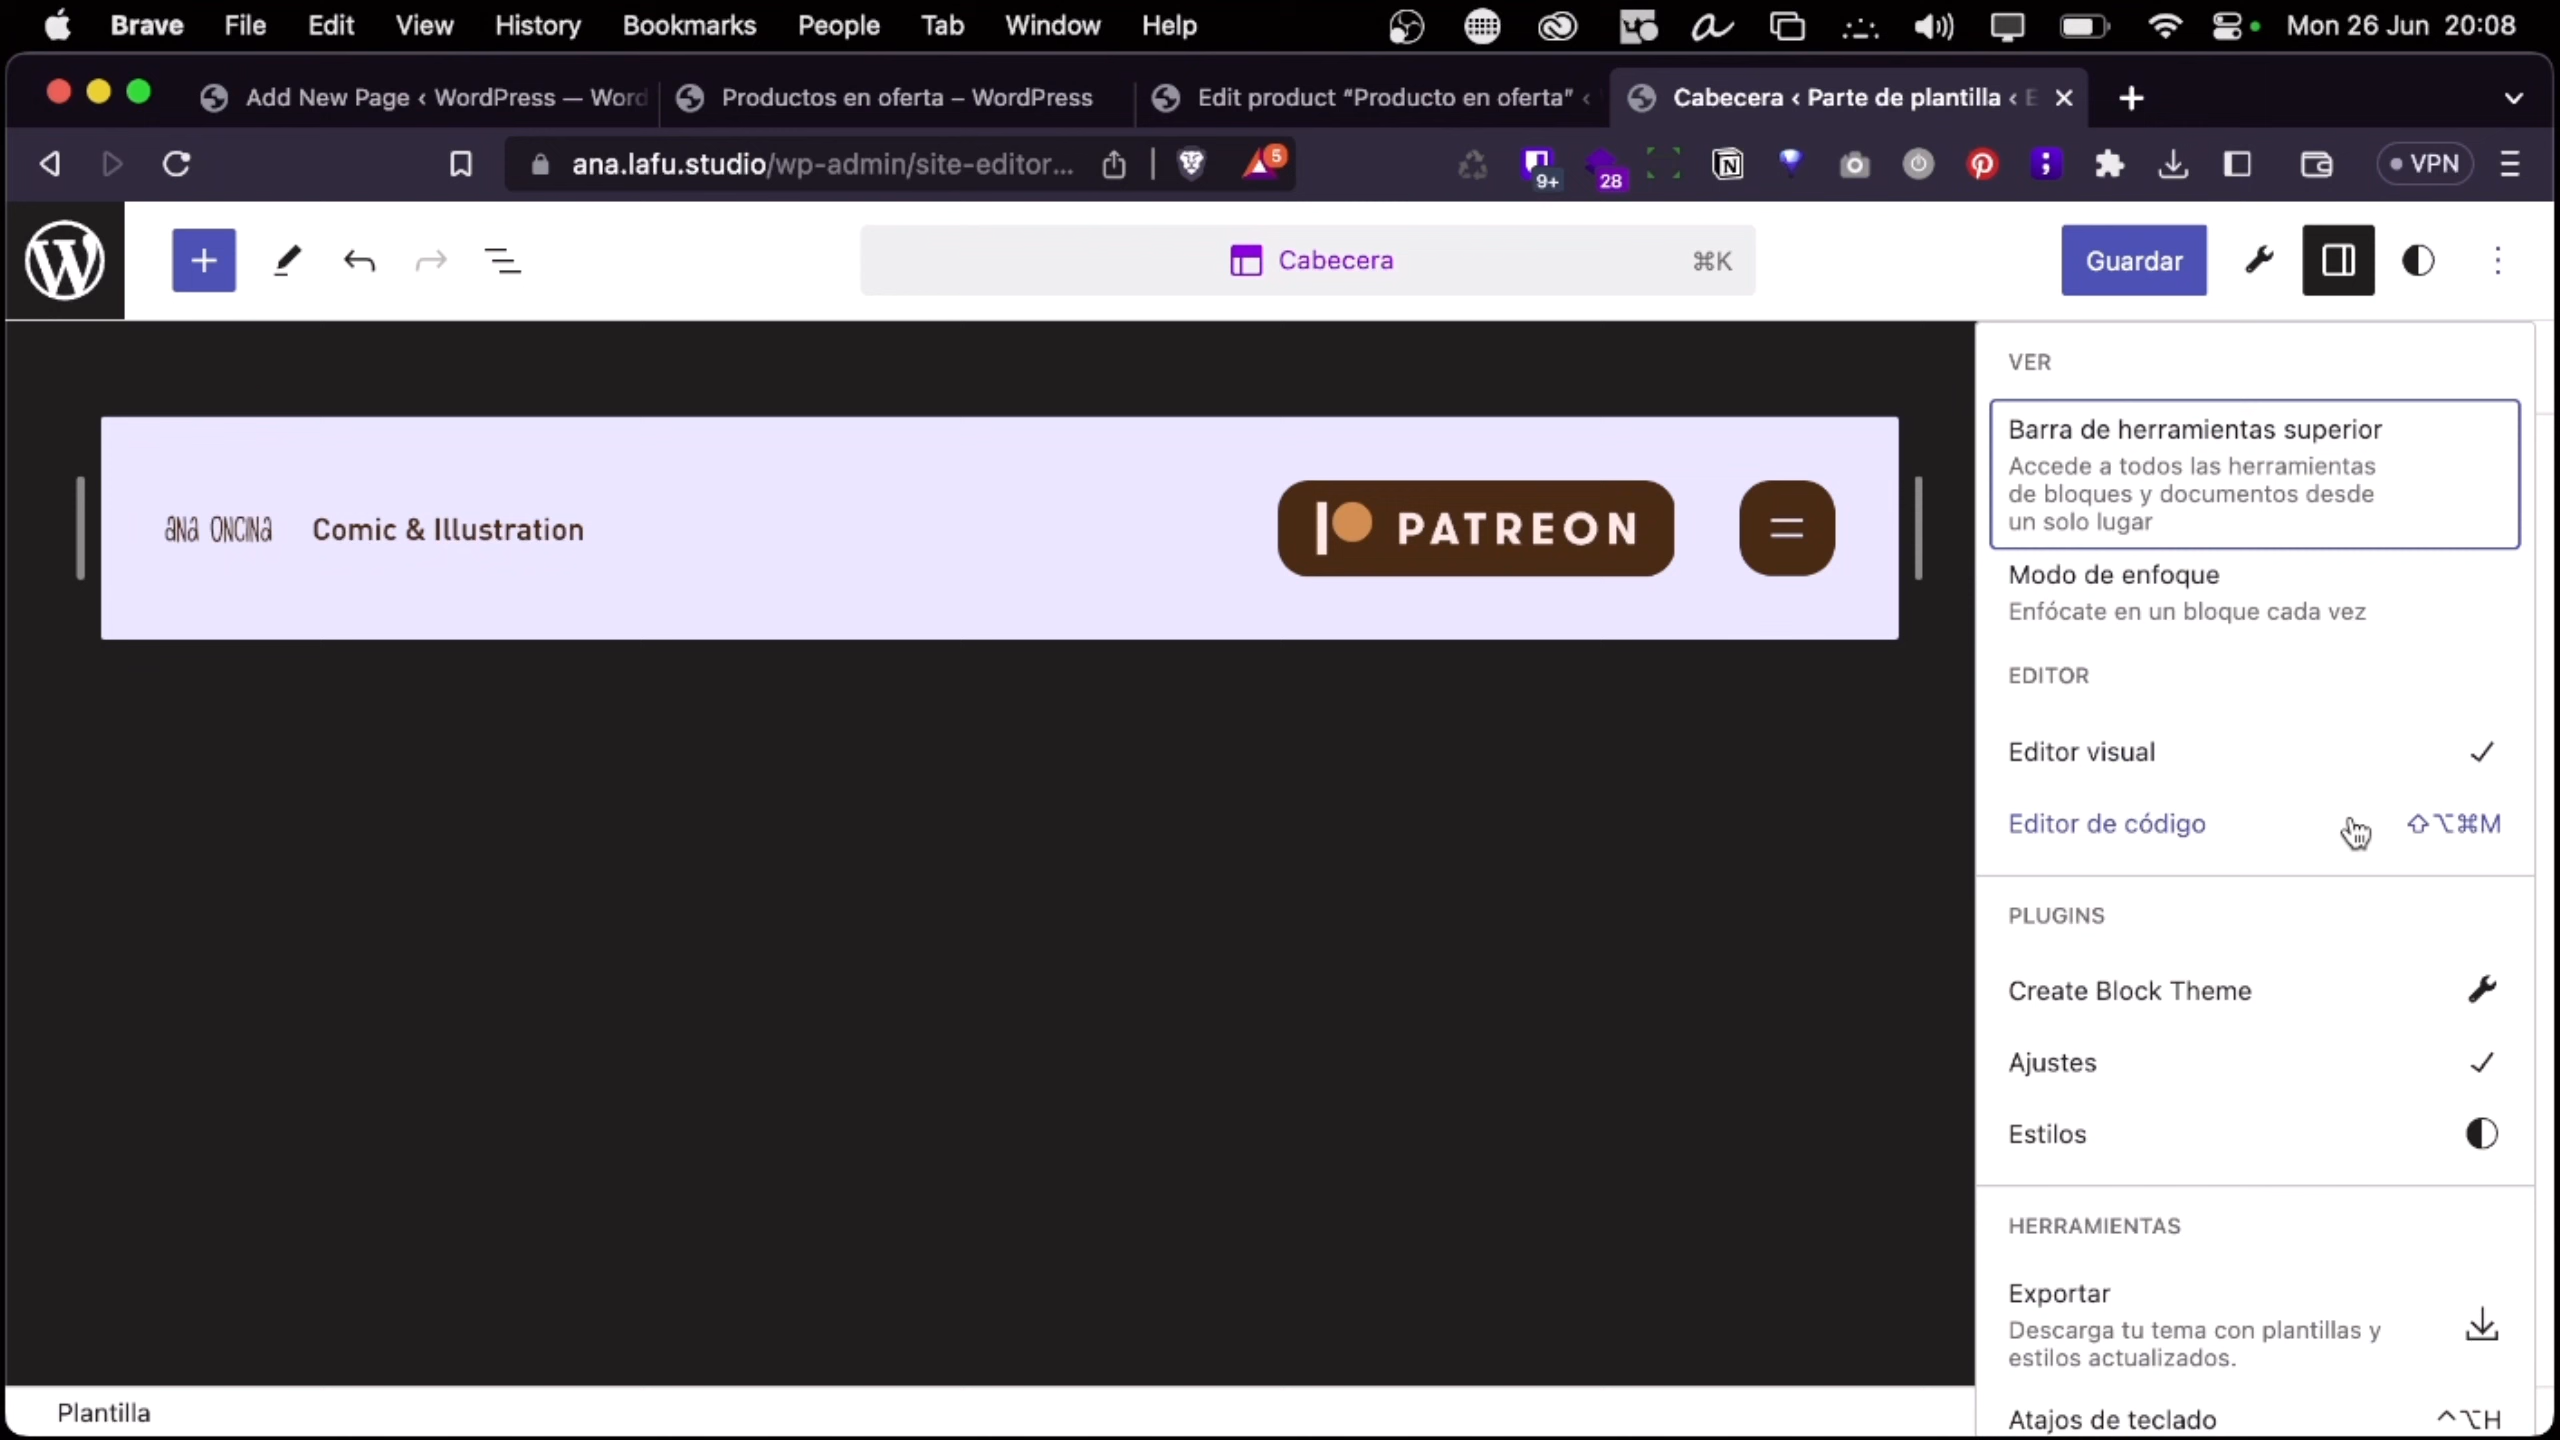 Brave File Edit View History Bookmarks People Tab Window Help Mon 26 Jun 20:08
Add New Page ‹ WordPress — Word
Productos en oferta – WordPress
Edit product “Producto en oferta” ‹
Cabecera ‹ Parte de plantilla ‹ E
ana.lafu.studio/wp-admin/site-editor...
5
9+
28
VPN
Cabecera
⌘K
Guardar
ANA ONCINA
Comic & Illustration
PATREON
VER
Barra de herramientas superior
Accede a todos las herramientas
de bloques y documentos desde
un solo lugar
Modo de enfoque
Enfócate en un bloque cada vez
EDITOR
Editor visual
Editor de código ⇧⌥⌘M
PLUGINS
Create Block Theme
Ajustes
Estilos
HERRAMIENTAS
Exportar
Descarga tu tema con plantillas y
estilos actualizados.
Atajos de teclado ^⌥H
Plantilla